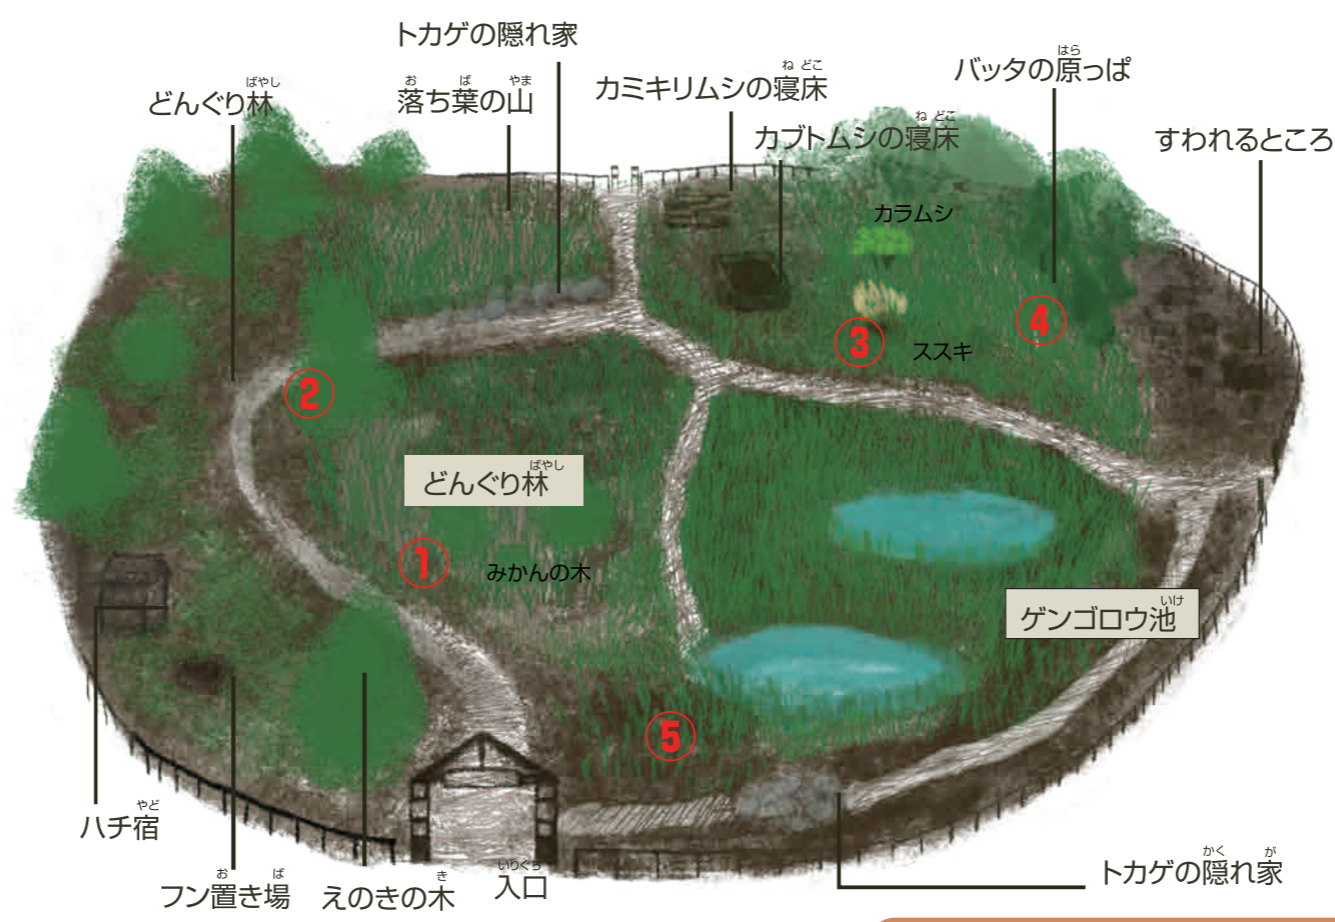 トカゲの隠れ家
落ち葉の山
どんぐり林
カミキリムシの寝床
カブトムシの寝床
バッタの原っぱ
すわれるところ
カラムシ
④
③
ススキ
②
どんぐり林
①
みかんの木
ゲンゴロウ池
⑤
ハチ宿
フン置き場
えのきの木
入口
トカゲの隠れ家